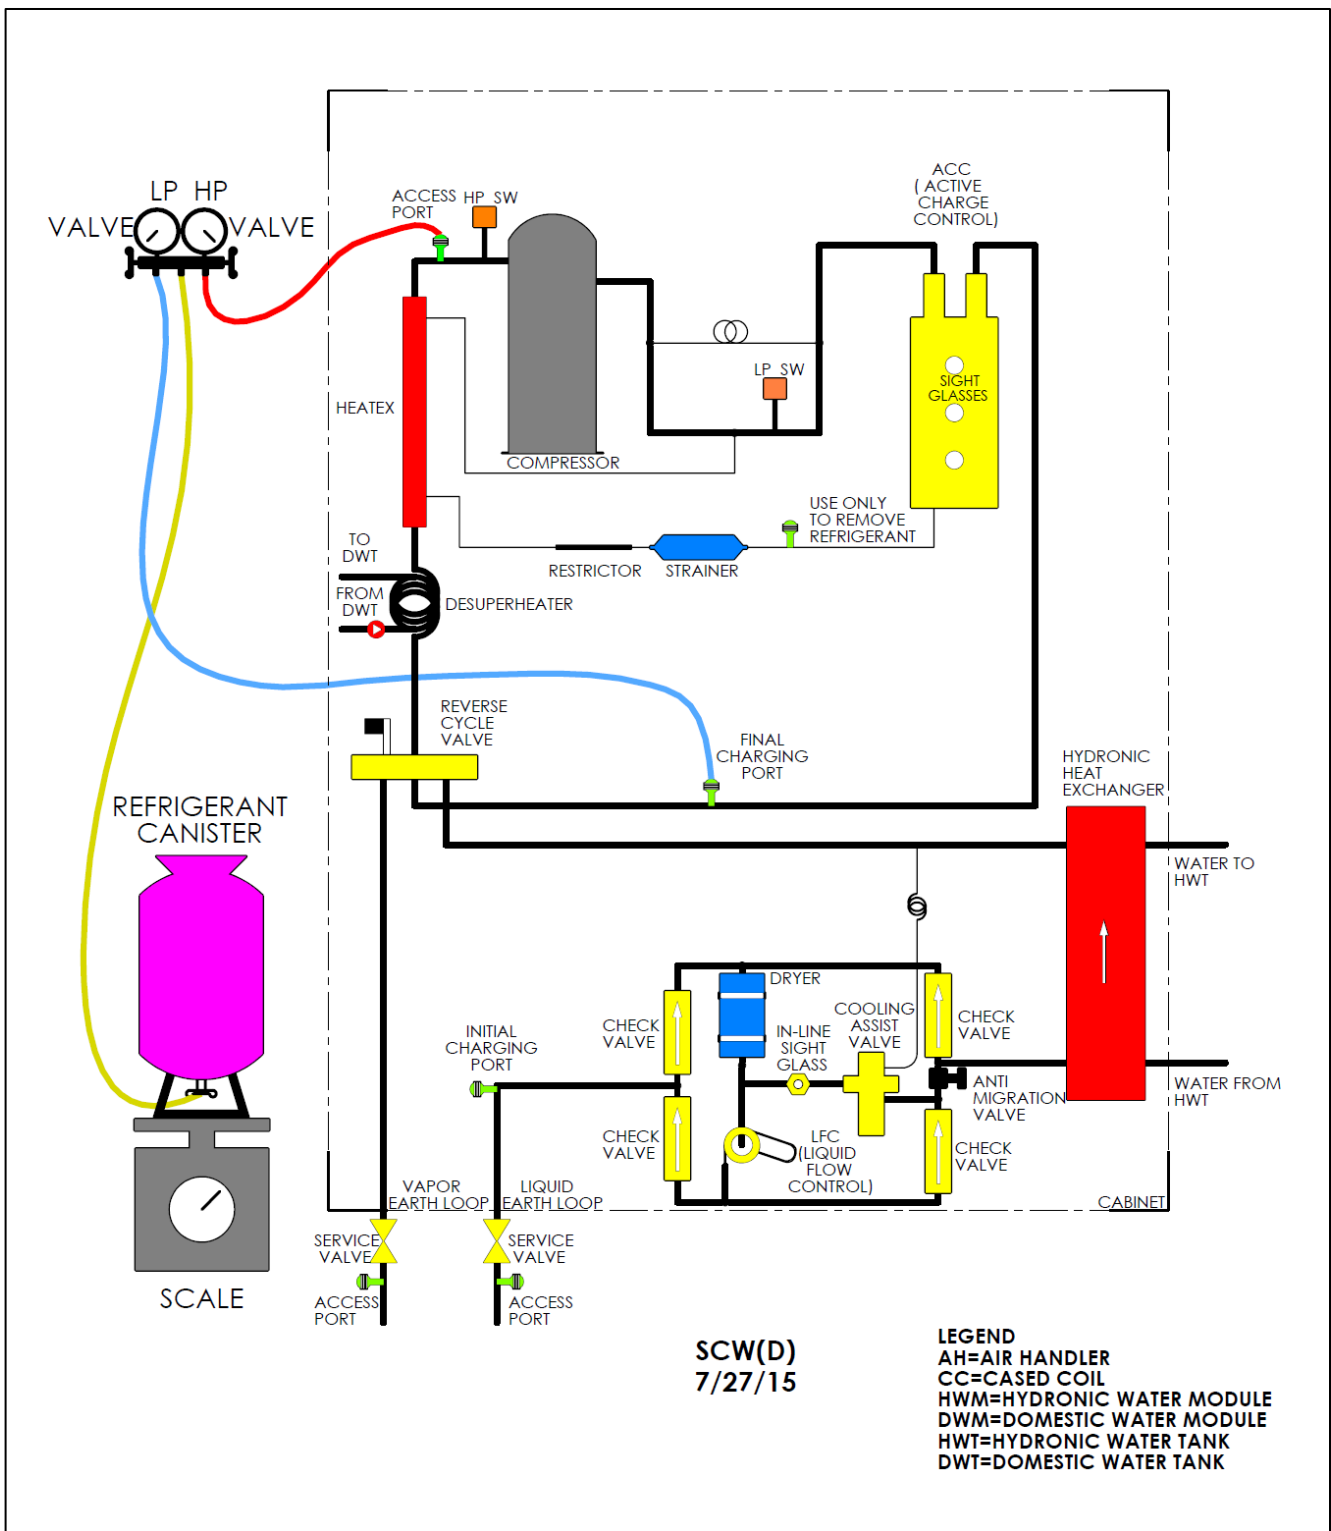 LP HP
VALVE VALVE
ACCESS
PORT
HP SW
ACC
( ACTIVE
CHARGE
CONTROL)
LP SW
SIGHT
GLASSES
HEATEX
COMPRESSOR
USE ONLY
TO REMOVE
REFRIGERANT
TO
DWT
RESTRICTOR
STRAINER
FROM
DWT
DESUPERHEATER
REVERSE
CYCLE
VALVE
FINAL
CHARGING
PORT
HYDRONIC
HEAT
EXCHANGER
REFRIGERANT
CANISTER
WATER TO
HWT
DRYER
COOLING
ASSIST
VALVE
CHECK
VALVE
IN-LINE
SIGHT
GLASS
CHECK
VALVE
INITIAL
CHARGING
PORT
ANTI
MIGRATION
VALVE
WATER FROM
HWT
CHECK
VALVE
LFC
(LIQUID
FLOW
CONTROL)
CHECK
VALVE
VAPOR
EARTH LOOP
LIQUID
EARTH LOOP
CABINET
SERVICE
VALVE
SERVICE
VALVE
SCALE
ACCESS
PORT
ACCESS
PORT
SCW(D)
7/27/15
LEGEND
AH=AIR HANDLER
CC=CASED COIL
HWM=HYDRONIC WATER MODULE
DWM=DOMESTIC WATER MODULE
HWT=HYDRONIC WATER TANK
DWT=DOMESTIC WATER TANK